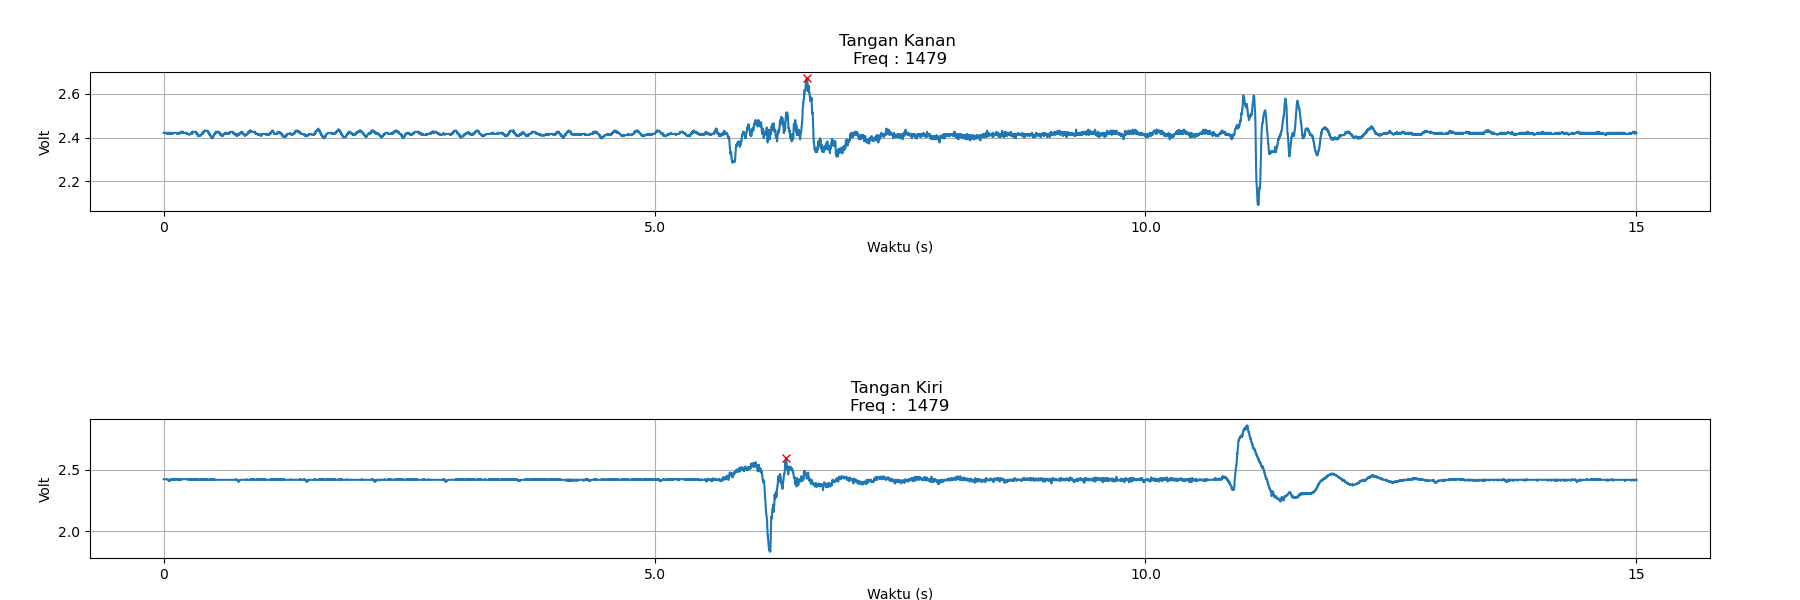 Tangan Kanan
Freq : 1479
2.6
2.4
2.2
Volt
0 5.0 10.0 15
Waktu (s)
Tangan Kiri
Freq :  1479
2.5
2.0
Volt
0 5.0 10.0 15
Waktu (s)